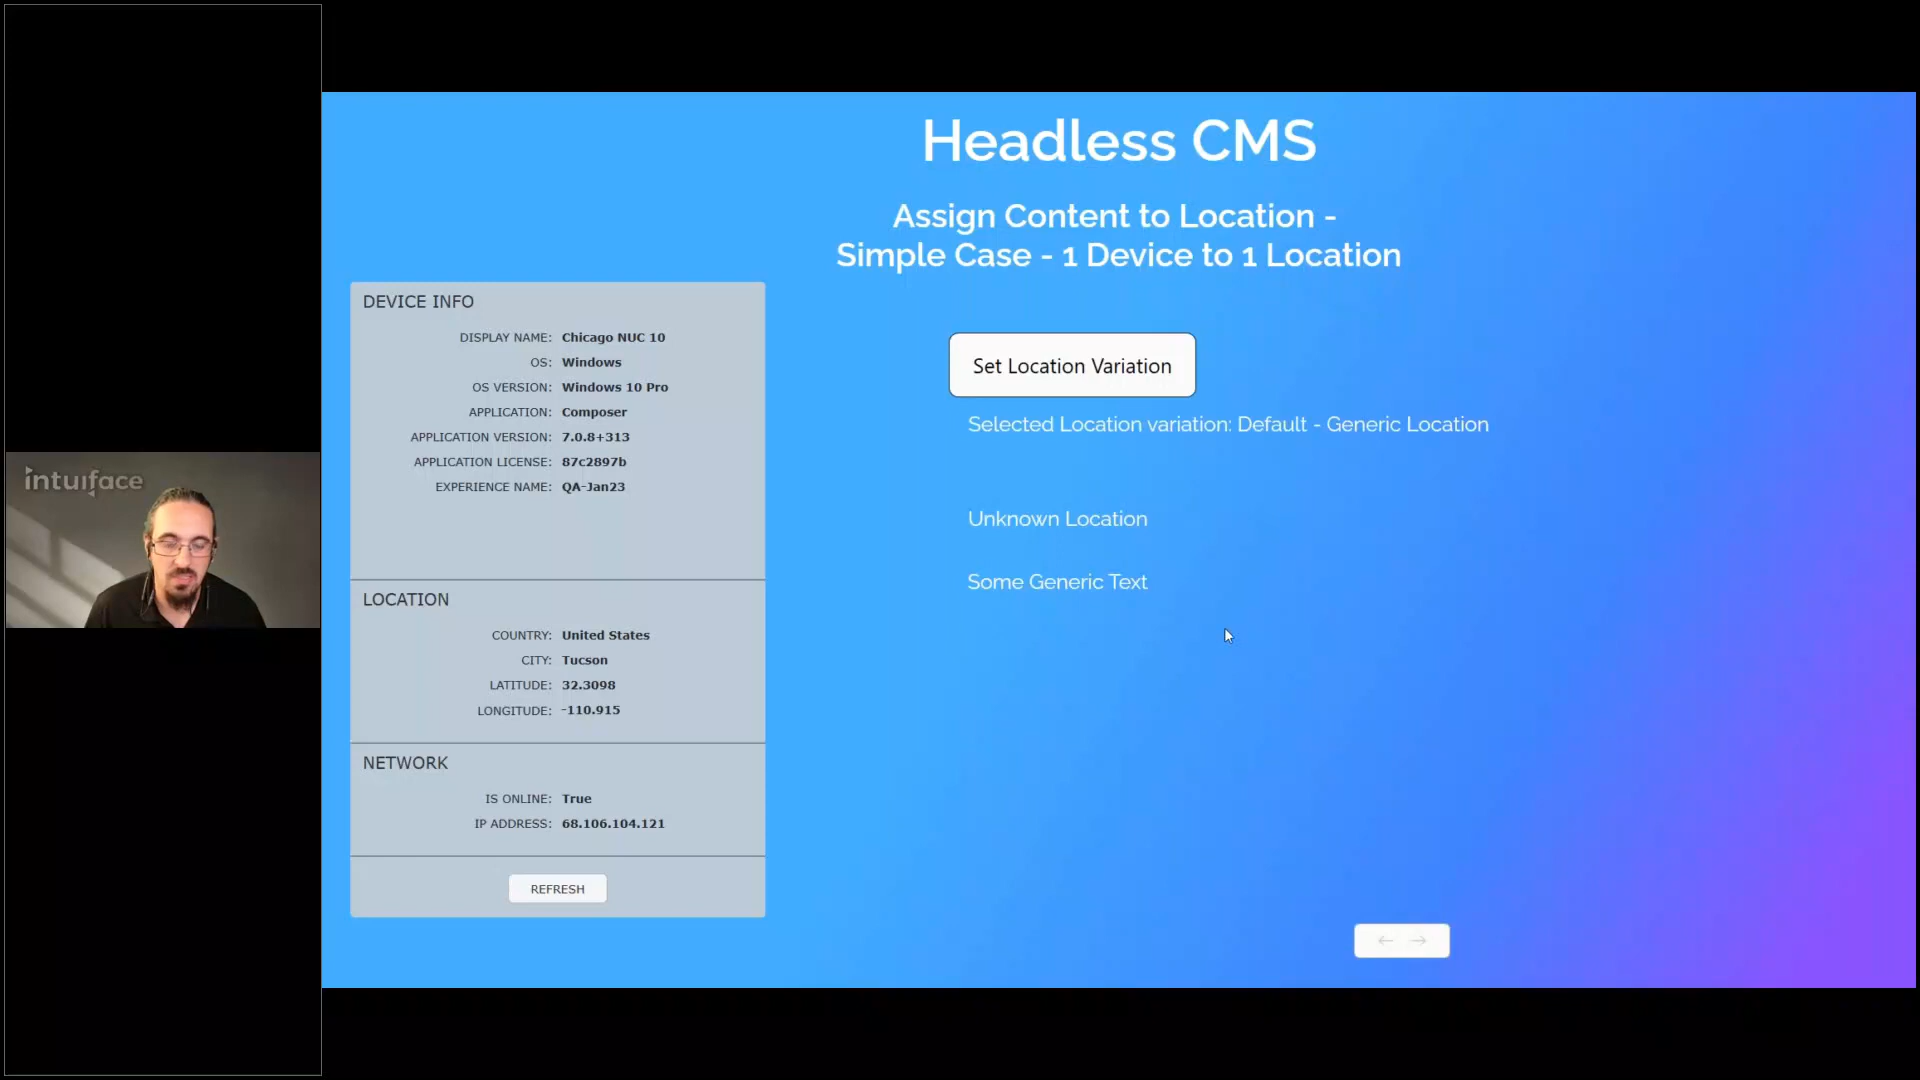 intuıface
Headless CMS
Assign Content to Location -
Simple Case - 1 Device to 1 Location
DEVICE INFO
DISPLAY NAME: Chicago NUC 10
OS: Windows
OS VERSION: Windows 10 Pro
APPLICATION: Composer
APPLICATION VERSION: 7.0.8+313
APPLICATION LICENSE: 87c2897b
EXPERIENCE NAME: QA-Jan23
LOCATION
COUNTRY: United States
CITY: Tucson
LATITUDE: 32.3098
LONGITUDE: -110.915
NETWORK
IS ONLINE: True
IP ADDRESS: 68.106.104.121
REFRESH
Set Location Variation
Selected Location variation: Default - Generic Location
Unknown Location
Some Generic Text